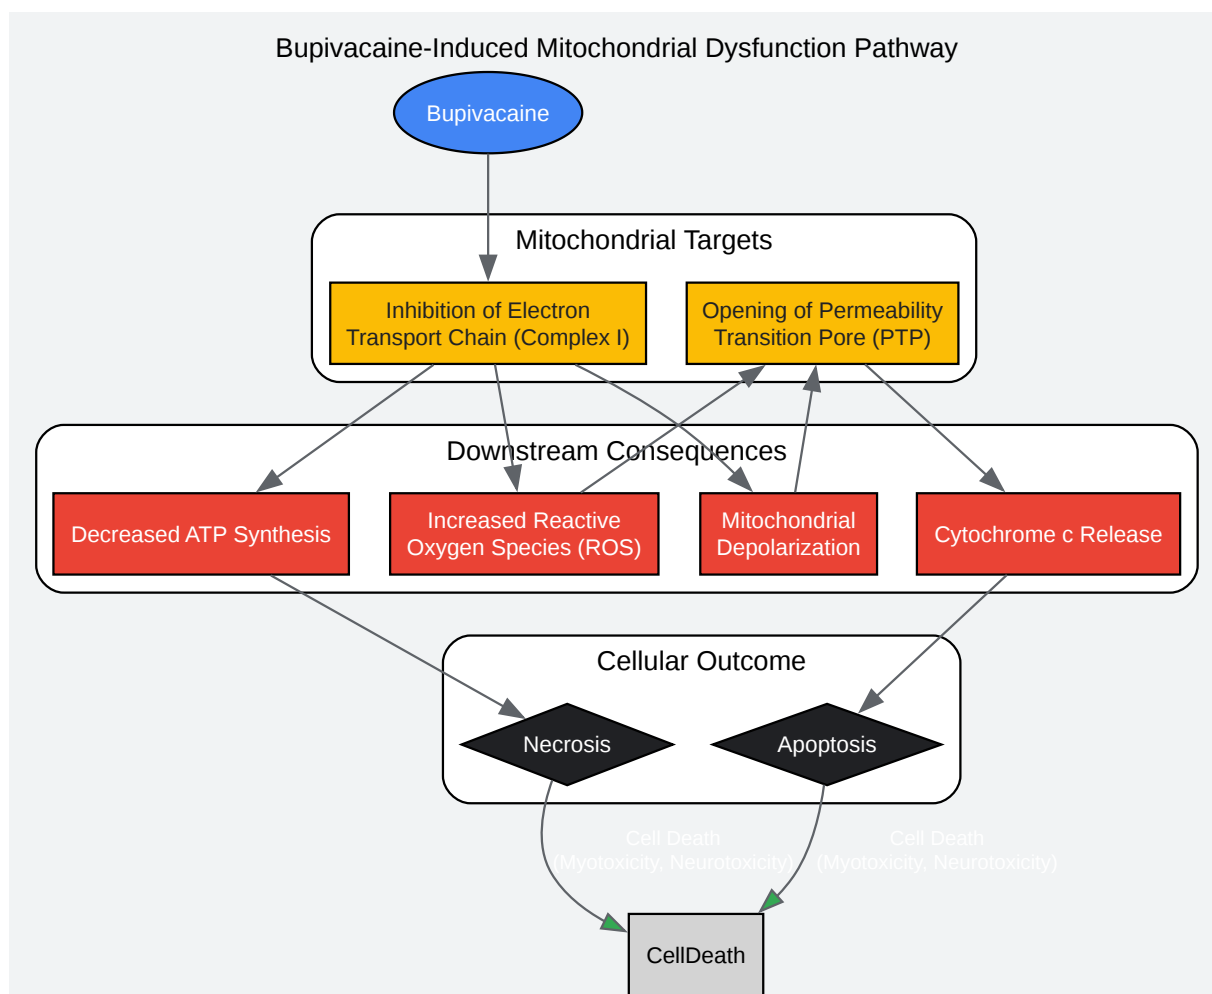 Bupivacaine-Induced Mitochondrial Dysfunction Pathway
Bupivacaine
Mitochondrial Targets
Inhibition of Electron
Transport Chain (Complex I)
Opening of Permeability
Transition Pore (PTP)
Downstream Consequences
Decreased ATP Synthesis
Increased Reactive
Oxygen Species (ROS)
Mitochondrial
Depolarization
Cytochrome c Release
Cellular Outcome
Necrosis
Apoptosis
Cell Death
(Myotoxicity, Neurotoxicity)
Cell Death
(Myotoxicity, Neurotoxicity)
CellDeath